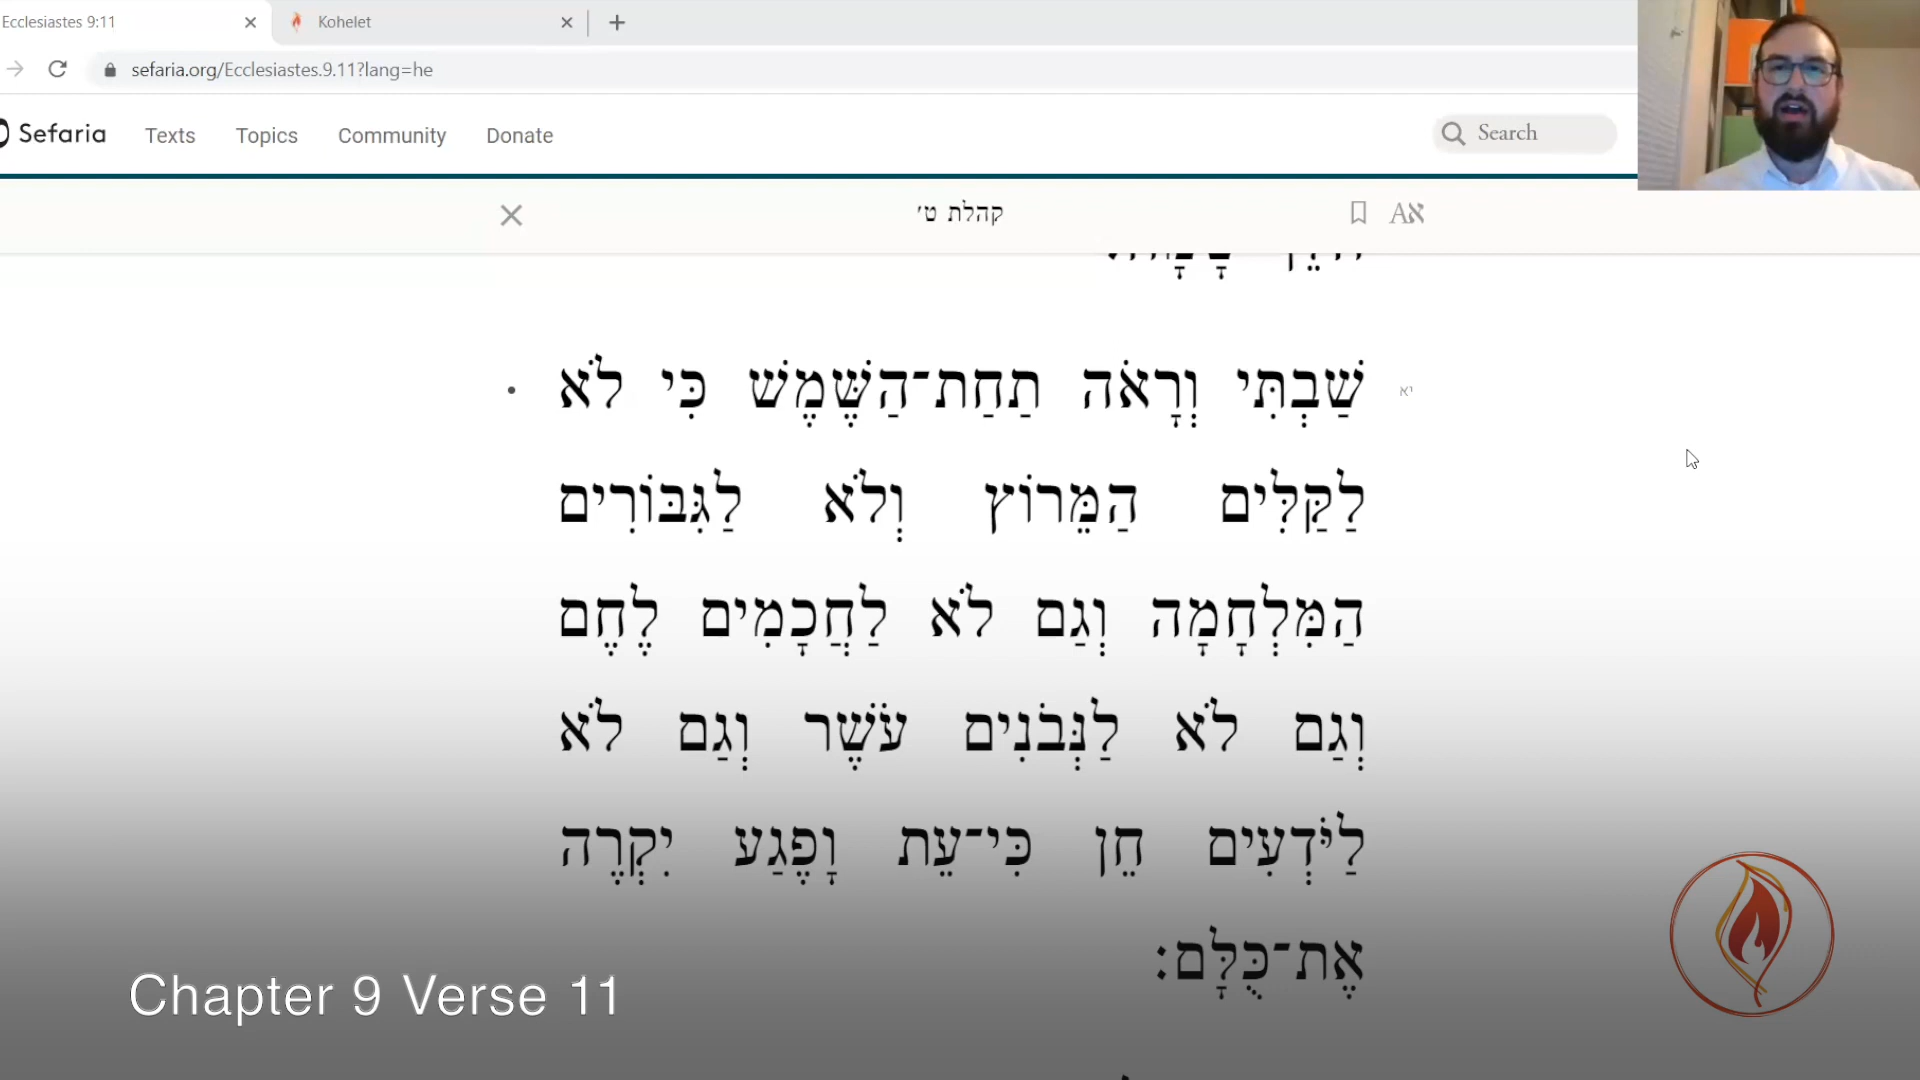 Ecclesiastes 9:11
Kohelet
sefaria.org/Ecclesiastes.9.11?lang=he
Sefaria Texts Topics Community Donate Search
קהלת ט׳
Aא
יא
שַׁבְתִּי וְרָאֹה תַחַת־הַשֶּׁמֶשׁ כִּי לֹא
לַקַּלִּים הַמֵּרוֹץ וְלֹא לַגִּבּוֹרִים
הַמִּלְחָמָה וְגַם לֹא לַחֲכָמִים לֶחֶם
וְגַם לֹא לַנְּבֹנִים עֹשֶׁר וְגַם לֹא
לַיֹּדְעִים חֵן כִּי־עֵת וָפֶגַע יִקְרֶה
אֶת־כֻּלָּם׃
Chapter 9 Verse 11